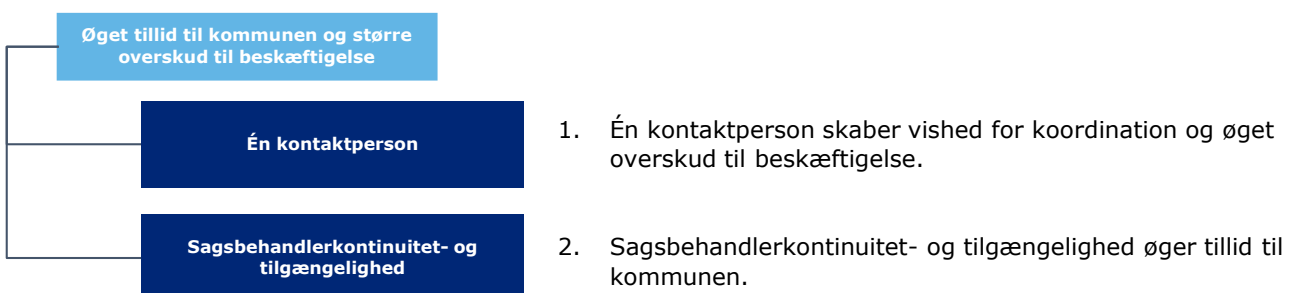 Øget tillid til kommunen og større
overskud til beskæftigelse
Én kontaktperson
1. Én kontaktperson skaber vished for koordination og øget
overskud til beskæftigelse.
Sagsbehandlerkontinuitet- og
tilgængelighed
2. Sagsbehandlerkontinuitet- og tilgængelighed øger tillid til
kommunen.